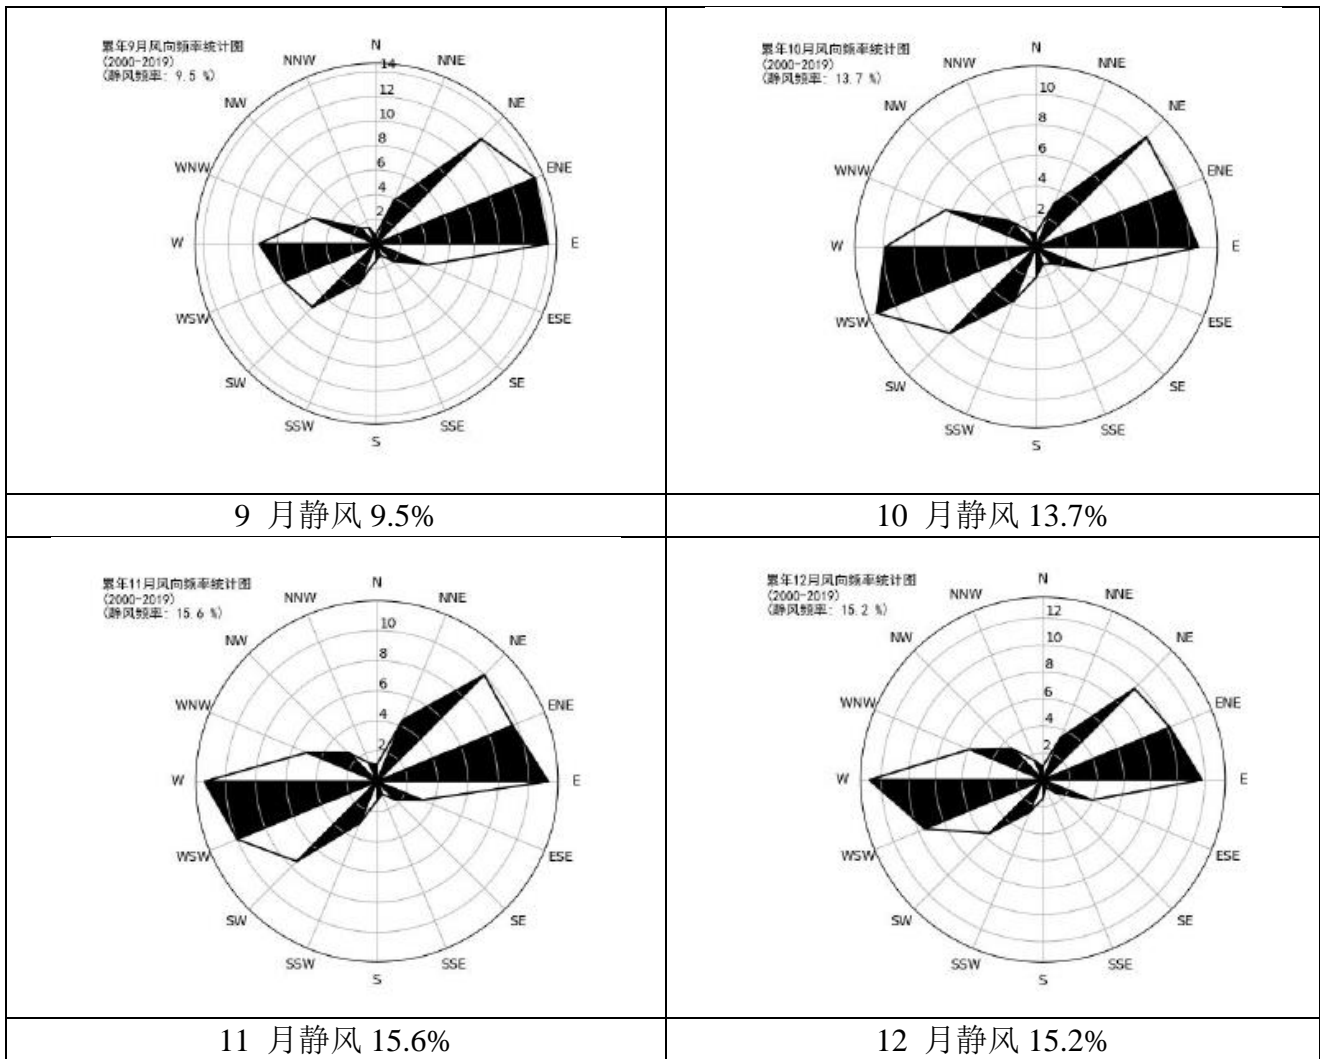 累年9月风向频率统计图
(2000-2019)
(静风频率: 9.5 %)
N
NNE
NE
ENE
E
ESE
SE
SSE
S
SSW
SW
WSW
W
WNW
NW
NNW
14
12
10
8
6
4
2
9 月静风 9.5%
累年10月风向频率统计图
(2000-2019)
(静风频率: 13.7 %)
N
NNE
NE
ENE
E
ESE
SE
SSE
S
SSW
SW
WSW
W
WNW
NW
NNW
10
8
6
4
2
10 月静风 13.7%
累年11月风向频率统计图
(2000-2019)
(静风频率: 15.6 %)
N
NNE
NE
ENE
E
ESE
SE
SSE
S
SSW
SW
WSW
W
WNW
NW
NNW
10
8
6
4
2
11 月静风 15.6%
累年12月风向频率统计图
(2000-2019)
(静风频率: 15.2 %)
N
NNE
NE
ENE
E
ESE
SE
SSE
S
SSW
SW
WSW
W
WNW
NW
NNW
12
10
8
6
4
2
12 月静风 15.2%